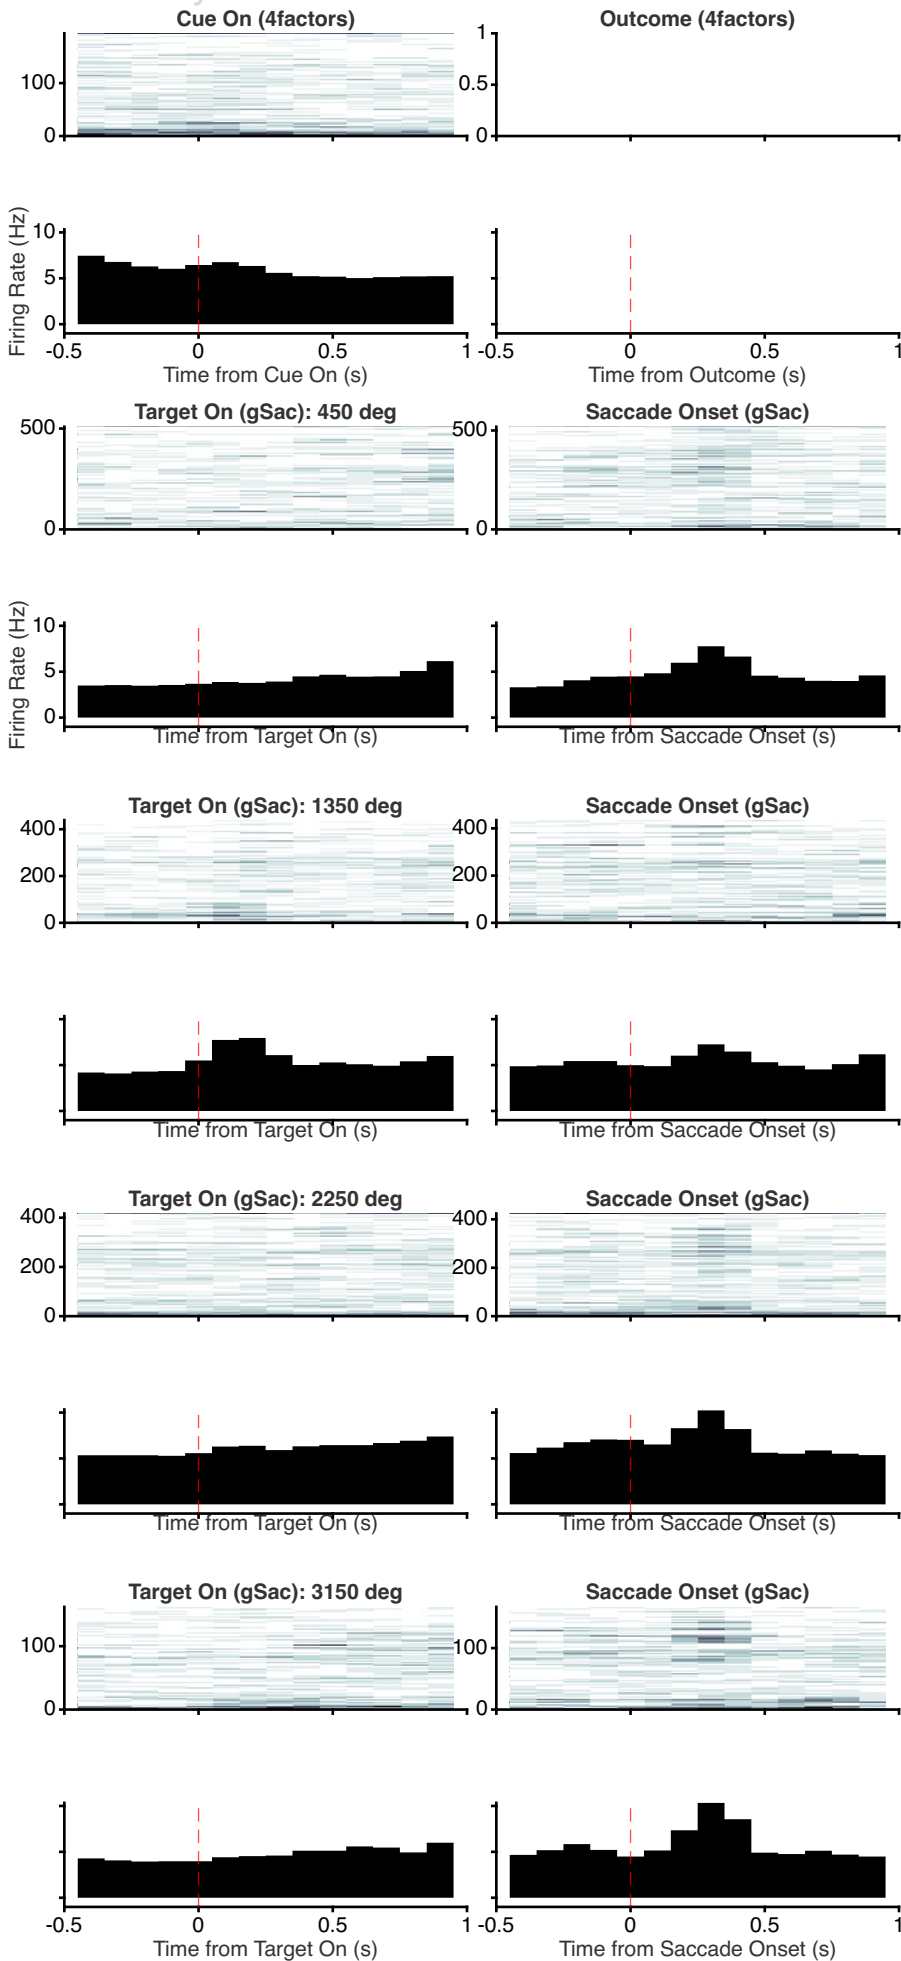 Cue On (4factors)
Outcome (4factors)
100
0
1
0.5
0
Firing Rate (Hz)
10
5
0
-0.5 0 0.5 1
Time from Cue On (s)
-0.5 0 0.5 1
Time from Outcome (s)
Target On (gSac): 450 deg
Saccade Onset (gSac)
500
0
500
0
Firing Rate (Hz)
10
5
0
Time from Target On (s)
Time from Saccade Onset (s)
Target On (gSac): 1350 deg
Saccade Onset (gSac)
400
200
0
400
200
0
Time from Target On (s)
Time from Saccade Onset (s)
Target On (gSac): 2250 deg
Saccade Onset (gSac)
400
200
0
400
200
0
Time from Target On (s)
Time from Saccade Onset (s)
Target On (gSac): 3150 deg
Saccade Onset (gSac)
100
0
100
0
-0.5 0 0.5 1
Time from Target On (s)
-0.5 0 0.5 1
Time from Saccade Onset (s)